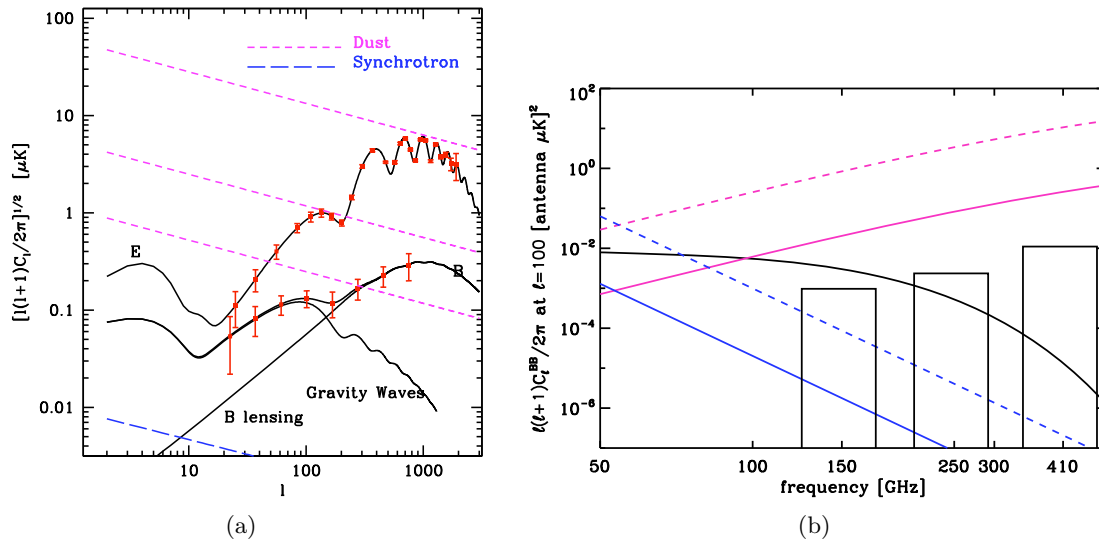 100
10
1
0.1
0.01
[l(l+1)C_l/2π]^{1/2} [μK]
Dust
Synchrotron
E
B
Gravity Waves
B lensing
10
100
1000
l
(a)
10^2
10^0
10^{-2}
10^{-4}
10^{-6}
ℓ(ℓ+1)C_ℓ^{BB}/2π at ℓ=100 [antenna μK]^2
50
100
150
250
300
410
frequency [GHz]
(b)